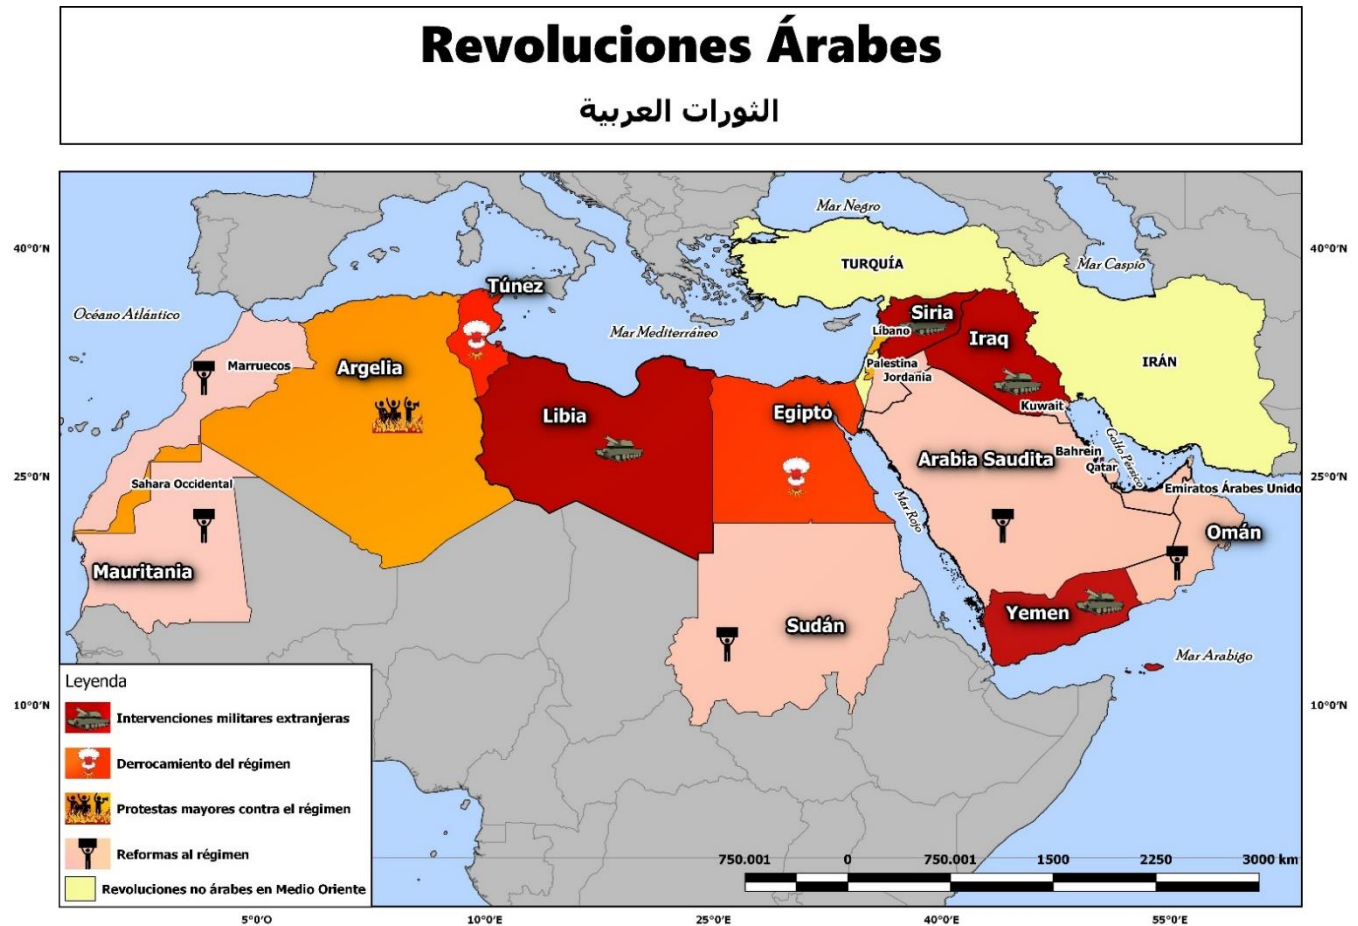 Revoluciones Árabes
الثورات العربية
Mar Negro
40°0'N
40°0'N
TURQUÍA
Mar Caspio
Túnez
Océano Atlántico
Mar Mediterráneo
Siria
Líbano
Iraq
Marruecos
Argelia
Palestina
Jordanía
IRÁN
Libia
Egipto
Kuwait
Golfo Pérsico
Bahrein
Arabia Saudita
Qatar
25°0'N
25°0'N
Sahara Occidental
Emiratos Árabes Unido
Mar Rojo
Omán
Mauritania
Yemen
Sudán
Mar Arabigo
Leyenda
10°0'N
10°0'N
Intervenciones militares extranjeras
Derrocamiento del régimen
Protestas mayores contra el régimen
Reformas al régimen
Revoluciones no árabes en Medio Oriente
750.001 0 750.001 1500 2250 3000 km
5°0'O 10°0'E 25°0'E 40°0'E 55°0'E